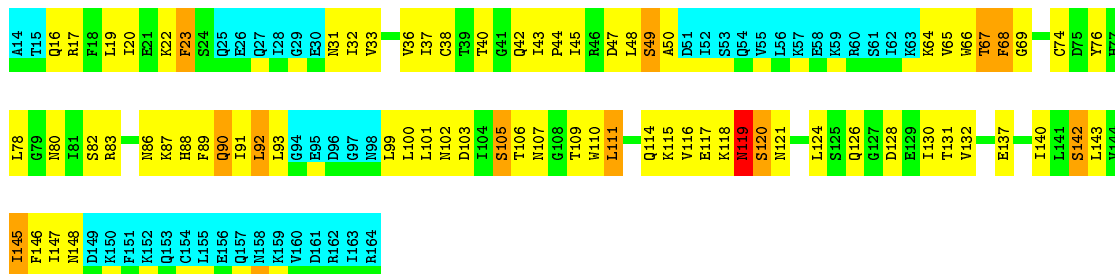 A14 T15 Q16 R17 F18 L19 I20 E21 K22 F23 S24 Q25 E26 Q27 I28 G29 E30 N31 I32 V33 V36 I37 C38 T39 T40 G41 Q42 I43 P44 I45 R46 D47 L48 S49 A50 D51 I52 S53 Q54 V55 L56 K57 E58 K59 R60 S61 I62 K63 K64 V65 W66 T67 F68 G69 C74 D75 Y76 H77
L78 G79 N80 I81 S82 R83 N86 K87 H88 F89 Q90 I91 L92 L93 G94 E95 D96 G97 N98 L99 L100 L101 N102 D103 I104 S105 T106 N107 G108 T109 W110 L111 Q114 K115 V116 E117 K118 N119 S120 N121 L124 S125 Q126 G127 D128 E129 I130 T131 V132 E137 I140 L141 S142 L143 V144
I145 F146 I147 N148 D149 K150 F151 K152 Q153 C154 L155 E156 Q157 N158 K159 V160 D161 R162 I163 R164